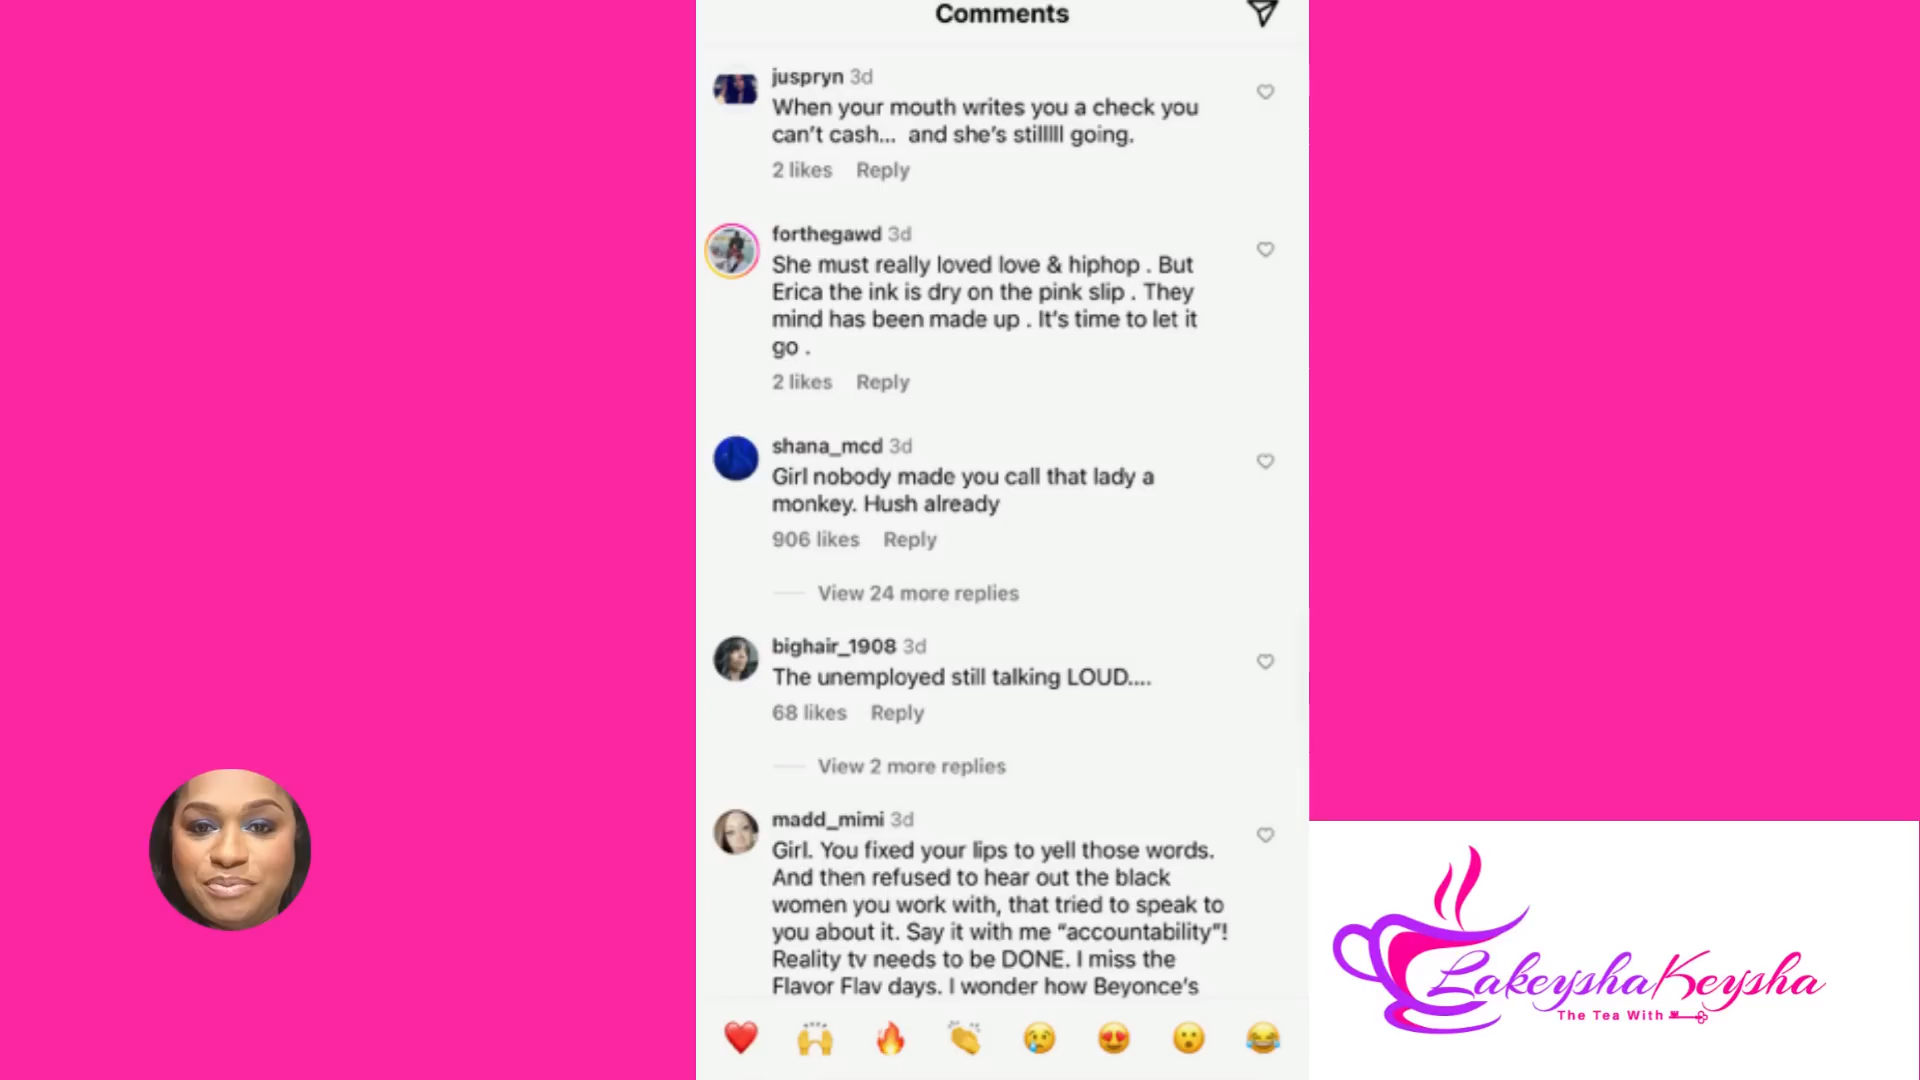 Comments
juspryn 3d
When your mouth writes you a check you
can't cash... and she's stilllll going.
2 likes Reply
forthegawd 3d
She must really loved love & hiphop . But
Erica the ink is dry on the pink slip . They
mind has been made up . It's time to let it
go .
2 likes Reply
shana_mcd 3d
Girl nobody made you call that lady a
monkey. Hush already
906 likes Reply
View 24 more replies
bighair_1908 3d
The unemployed still talking LOUD....
68 likes Reply
View 2 more replies
madd_mimi 3d
Girl. You fixed your lips to yell those words.
And then refused to hear out the black
women you work with, that tried to speak to
you about it. Say it with me “accountability”!
Reality tv needs to be DONE. I miss the
Flavor Flav days. I wonder how Beyonce's
LakeyshaKeysha
The Tea With